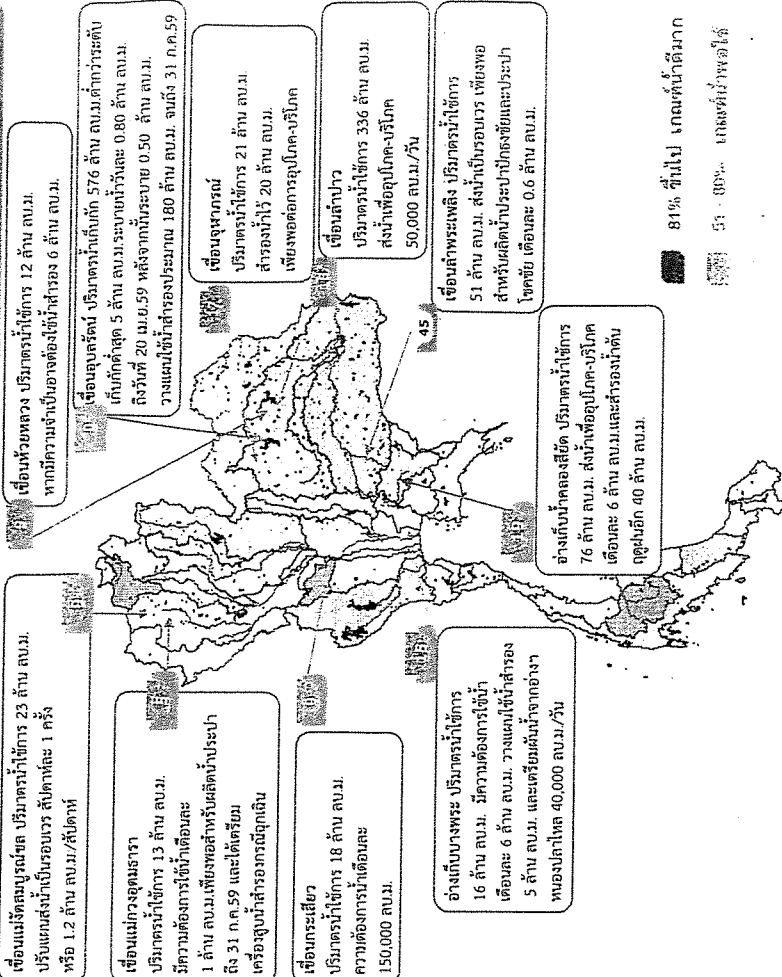 เขื่อนแม่งัดสมบูรณ์ชล ปริมาตรน้ำใช้การ 23 ล้าน ลบ.ม.
ปรับแผนส่งน้ำเป็นรอบเวร สัปดาห์ละ 1 ครั้ง
หรือ 1.2 ล้าน ลบ.ม./สัปดาห์
เขื่อนห้วยหลวง ปริมาตรน้ำใช้การ 12 ล้าน ลบ.ม.
หากมีความจำเป็นอาจต้องใช้น้ำสำรอง 6 ล้าน ลบ.ม.
เขื่อนอุบลรัตน์ ปริมาตรน้ำเก็บกัก 576 ล้าน ลบ.ม.ต่ำกว่าระดับ
เก็บกักต่ำสุด 5 ล้าน ลบ.ม.ระบายน้ำวันละ 0.80 ล้าน ลบ.ม.
ถึงวันที่ 20 เม.ย.59 หลังจากนั้นระบาย 0.50 ล้าน ลบ.ม.
วางแผนใช้น้ำสำรองประมาณ 180 ล้าน ลบ.ม. จนถึง 31 ก.ค.59
เขื่อนแม่กวงอุดมธารา
ปริมาตรน้ำใช้การ 13 ล้าน ลบ.ม.
มีความต้องการใช้น้ำเดือนละ
1 ล้าน ลบ.ม.เพียงพอสำหรับผลิตน้ำประปา
ถึง 31 ก.ค.59 และได้เตรียม
เครื่องสูบน้ำสำรองกรณีฉุกเฉิน
เขื่อนจุฬาภรณ์
ปริมาตรน้ำใช้การ 21 ล้าน ลบ.ม.
สำรองน้ำไว้ 20 ล้าน ลบ.ม.
เพียงพอต่อการอุปโภค-บริโภค
เขื่อนลำปาว
ปริมาตรน้ำใช้การ 336 ล้าน ลบ.ม.
ส่งน้ำเพื่ออุปโภค-บริโภค
50,000 ลบ.ม./วัน
เขื่อนกระเสียว
ปริมาตรน้ำใช้การ 18 ล้าน ลบ.ม.
ความต้องการน้ำเดือนละ
150,000 ลบ.ม.
45
เขื่อนลำพระเพลิง ปริมาตรน้ำใช้การ
51 ล้าน ลบ.ม. ส่งน้ำเป็นรอบเวร เพียงพอ
สำหรับผลิตน้ำประปาปักธงชัยและประปา
โชคชัย เดือนละ 0.6 ล้าน ลบ.ม.
อ่างเก็บบางพระ ปริมาตรน้ำใช้การ
16 ล้าน ลบ.ม. มีความต้องการใช้น้ำ
เดือนละ 6 ล้าน ลบ.ม. วางแผนใช้น้ำสำรอง
5 ล้าน ลบ.ม. และเตรียมผันน้ำจากอ่างฯ
หนองปลาไหล 40,000 ลบ.ม./วัน
อ่างเก็บน้ำคลองสียัด ปริมาตรน้ำใช้การ
76 ล้าน ลบ.ม. ส่งน้ำเพื่ออุปโภค-บริโภค
เดือนละ 6 ล้าน ลบ.ม.และสำรองน้ำต้น
ฤดูฝนอีก 40 ล้าน ลบ.ม.
81% ขึ้นไป เกณฑ์น้ำดีมาก
51 80% เกณฑ์น้ำพอใช้